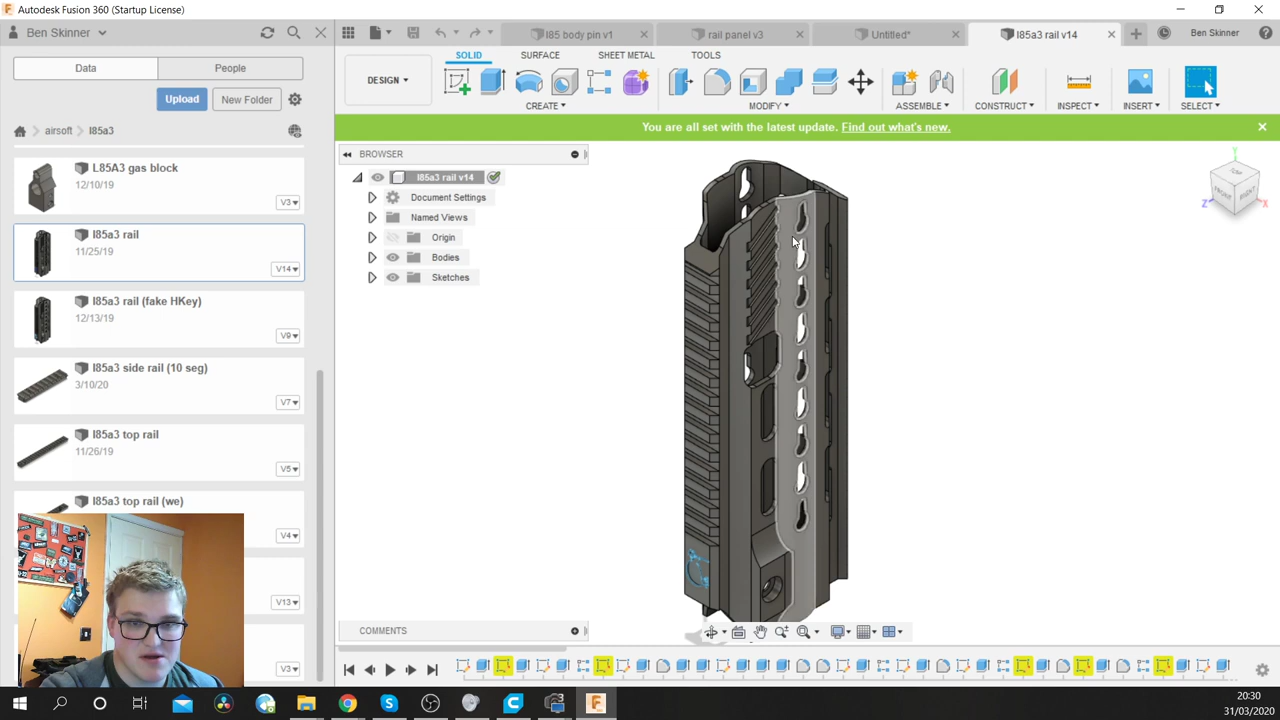 Autodesk Fusion 360 (Startup License)
Ben Skinner
l85 body pin v1
rail panel v3
Untitled*
l85a3 rail v14
Ben Skinner
Data
People
Upload
New Folder
airsoft
l85a3
L85A3 gas block
12/10/19
V3
l85a3 rail
11/25/19
V14
l85a3 rail (fake HKey)
12/13/19
V9
l85a3 side rail (10 seg)
3/10/20
V7
l85a3 top rail
11/26/19
V5
l85a3 top rail (we)
V4
V13
V3
SOLID
SURFACE
SHEET METAL
TOOLS
DESIGN
CREATE
MODIFY
ASSEMBLE
CONSTRUCT
INSPECT
INSERT
SELECT
You are all set with the latest update. Find out what's new.
BROWSER
l85a3 rail v14
Document Settings
Named Views
Origin
Bodies
Sketches
TOP
FRONT
RIGHT
Y
Z
X
COMMENTS
20:30
31/03/2020